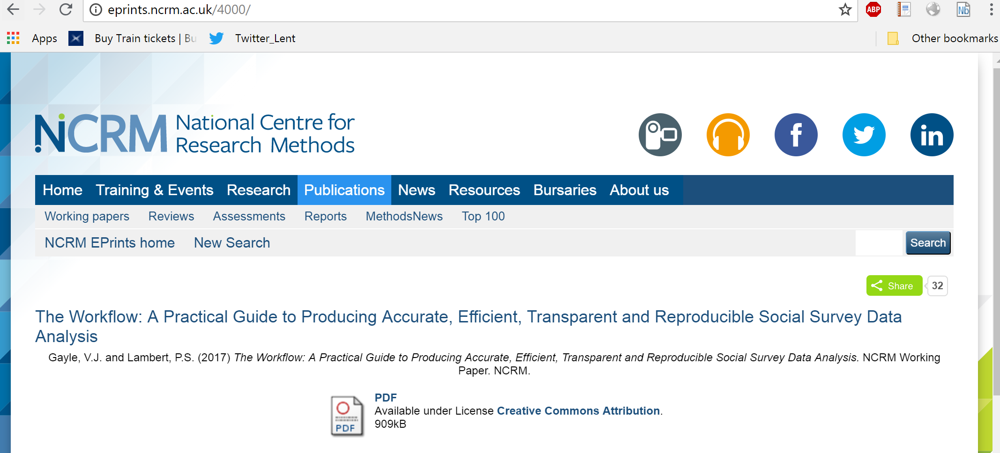 eprints.ncrm.ac.uk/4000/
ABP
Nb
Apps
Buy Train tickets | Bu
Twitter_Lent
Other bookmarks
NCRM
National Centre for
Research Methods
f
in
Home Training & Events Research Publications News Resources Bursaries About us
Working papers Reviews Assessments Reports MethodsNews Top 100
NCRM EPrints home New Search
Search
Share
32
The Workflow: A Practical Guide to Producing Accurate, Efficient, Transparent and Reproducible Social Survey Data
Analysis
Gayle, V.J. and Lambert, P.S. (2017) The Workflow: A Practical Guide to Producing Accurate, Efficient, Transparent and Reproducible Social Survey Data Analysis. NCRM Working
Paper. NCRM.
PDF
PDF
Available under License Creative Commons Attribution.
909kB